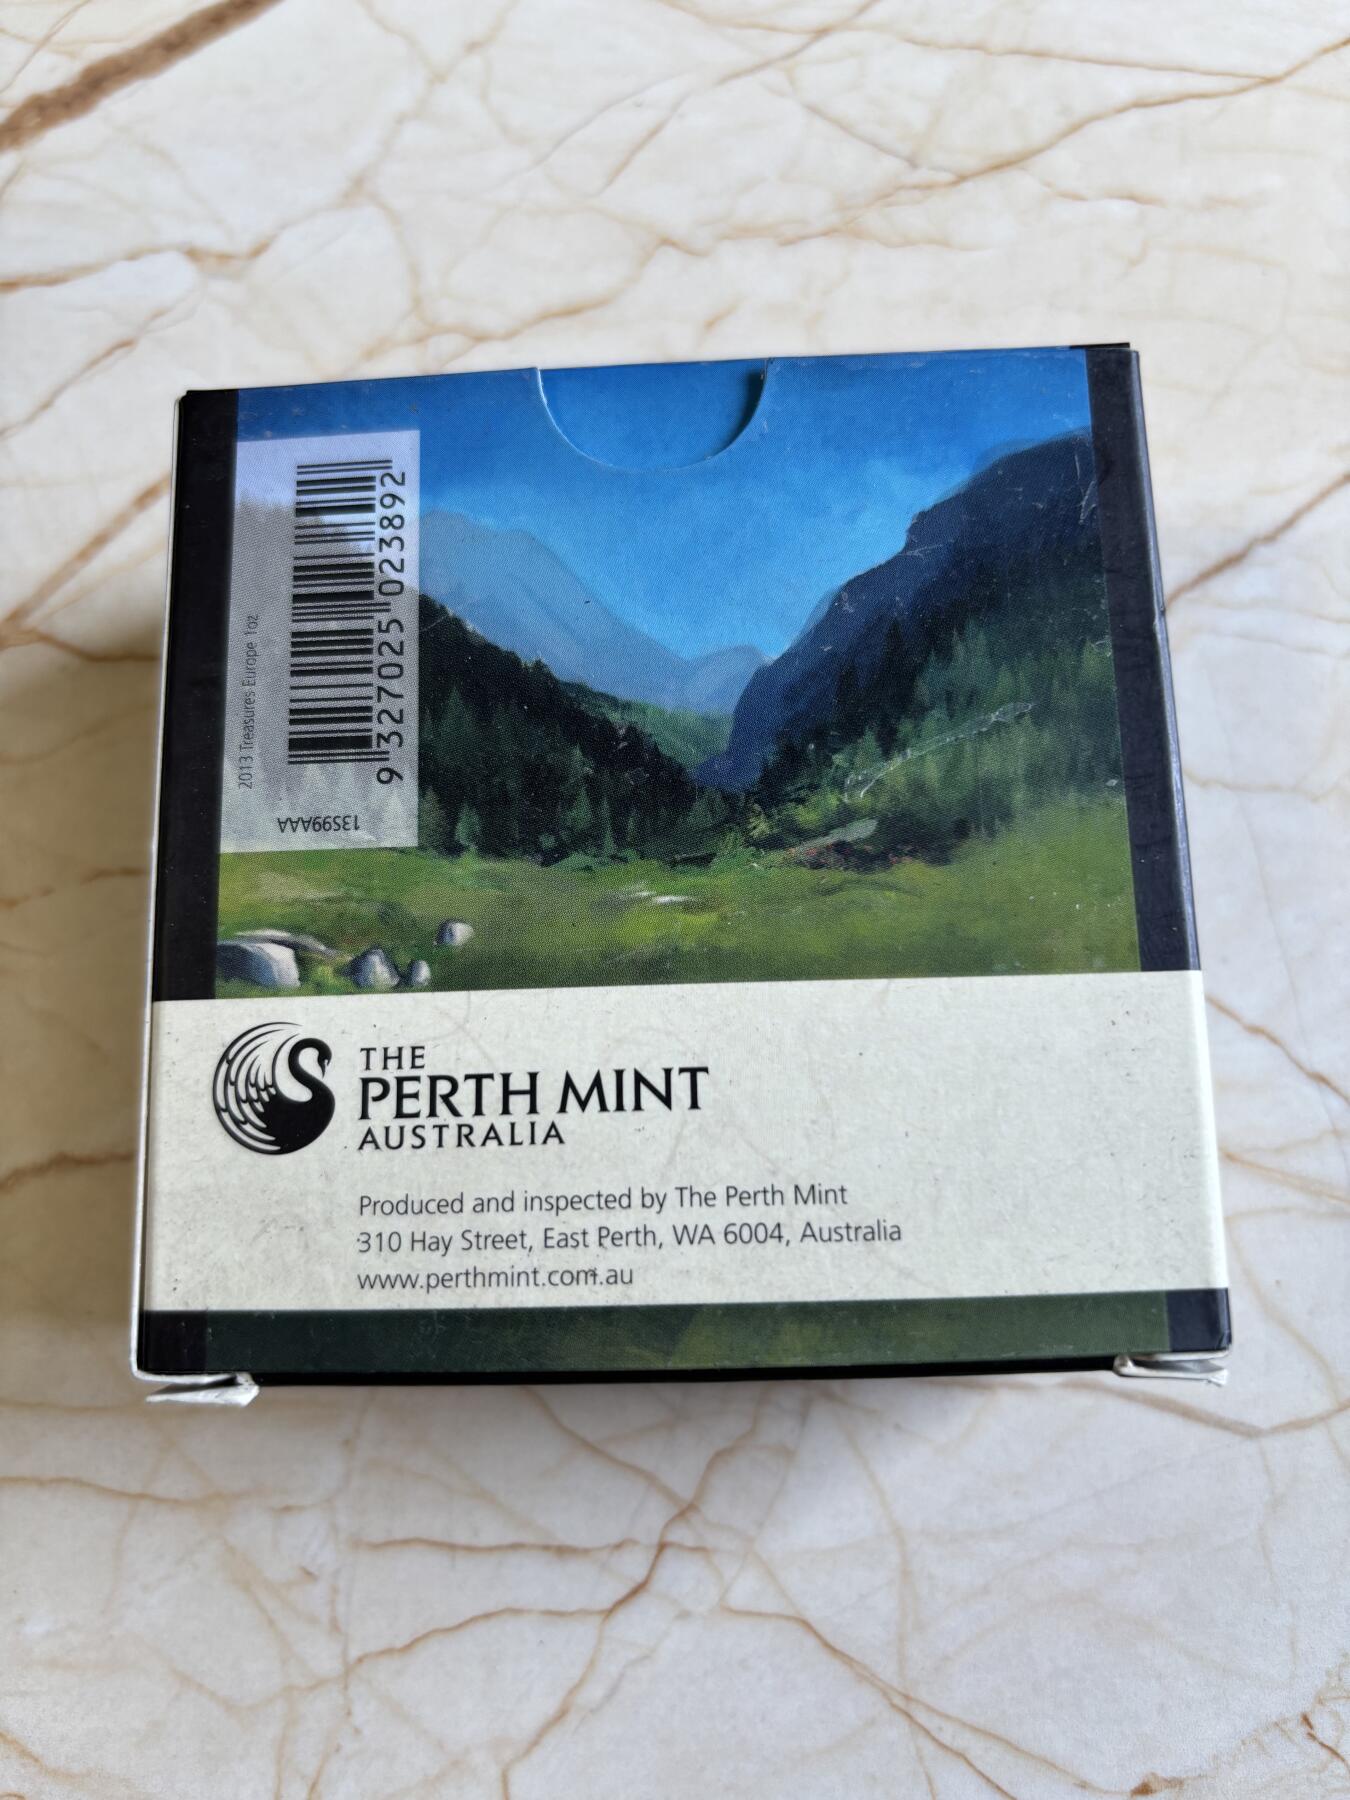 2013 Treasures Europe 1oz
9 327025 023892
13S99AAA
THE
PERTH MINT
AUSTRALIA
Produced and inspected by The Perth Mint
310 Hay Street, East Perth, WA 6004, Australia
www.perthmint.com.au